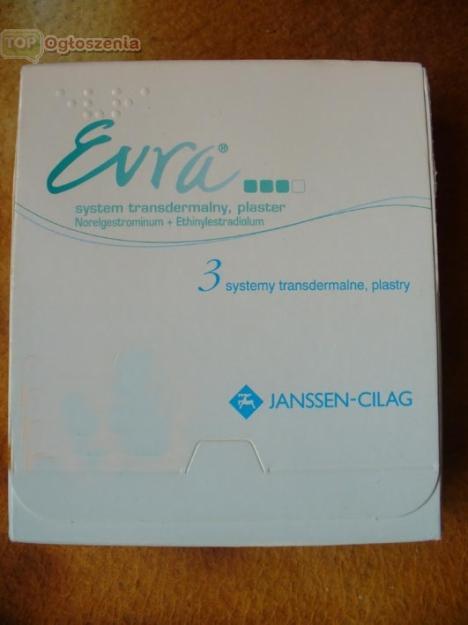 TOP Ogłoszenia
Evra®
system transdermalny, plaster
Norelgestrominum + Ethinylestradiolum
3 systemy transdermalne, plastry
JANSSEN-CILAG